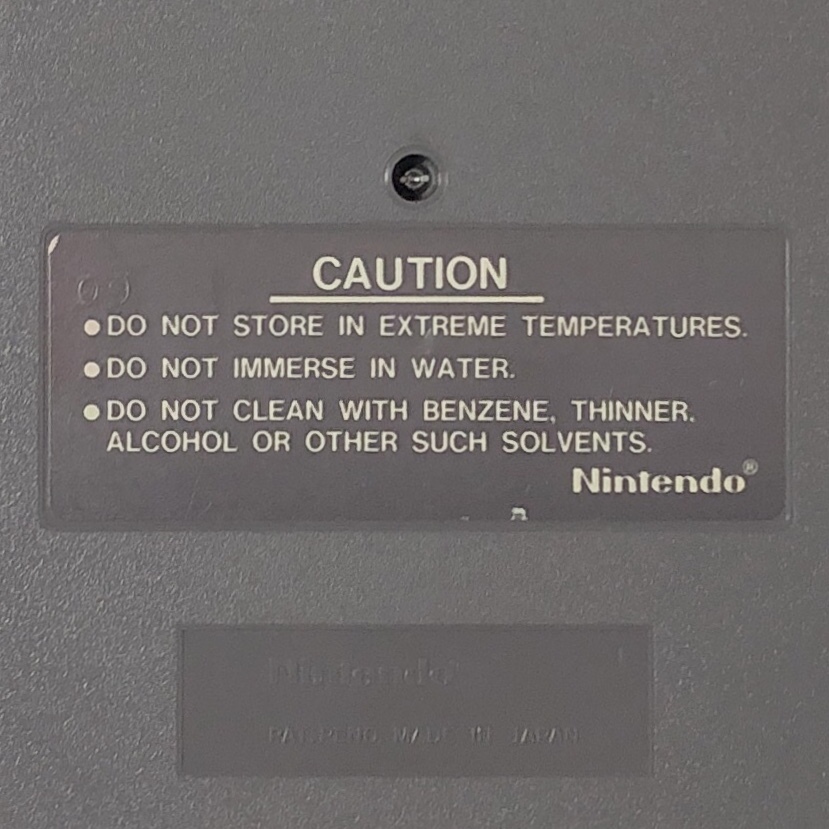 CAUTION
00
●DO NOT STORE IN EXTREME TEMPERATURES.
●DO NOT IMMERSE IN WATER.
●DO NOT CLEAN WITH BENZENE, THINNER,
ALCOHOL OR OTHER SUCH SOLVENTS.
Nintendo®
Nintendo
PAT. PEND. MADE IN JAPAN